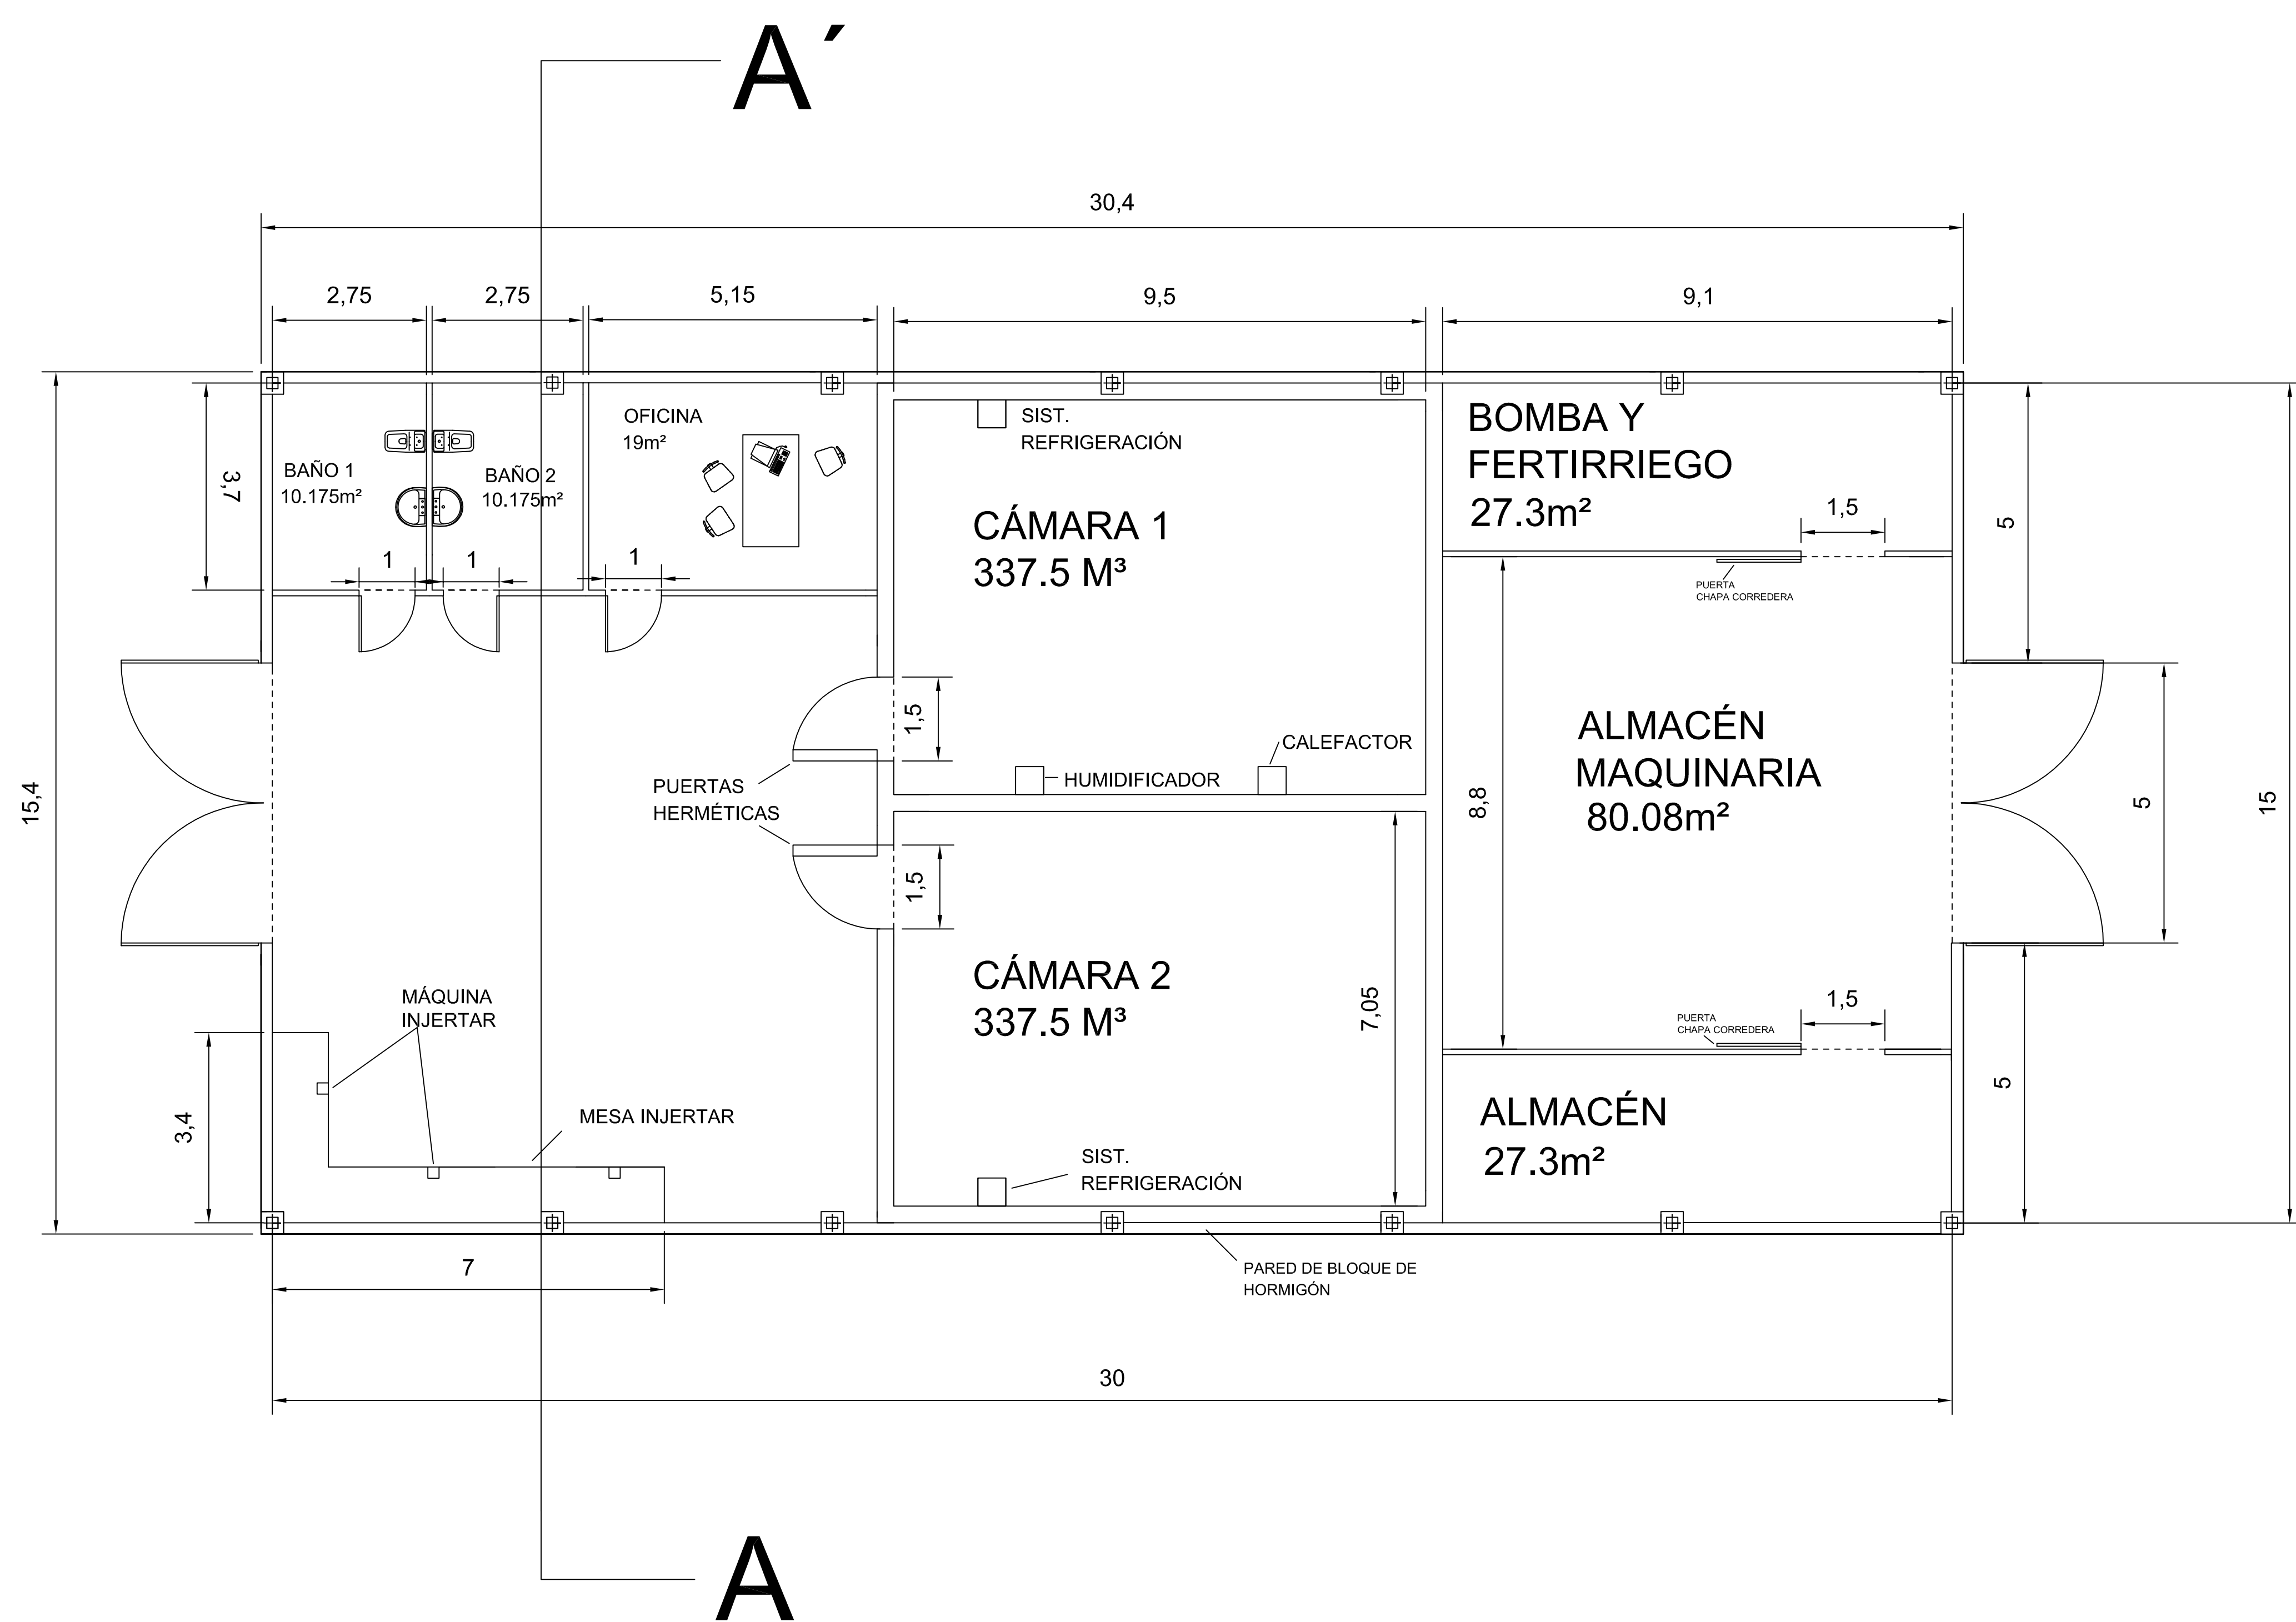 A´
30,4
2,75
2,75
5,15
9,5
9,1
OFICINA
19m²
SIST.
REFRIGERACIÓN
BOMBA Y
FERTIRRIEGO
27.3m²
BAÑO 1
10.175m²
BAÑO 2
10.175m²
3,7
CÁMARA 1
337.5 M³
1,5
5
1
1
1
PUERTA
CHAPA CORREDERA
1,5
CALEFACTOR
HUMIDIFICADOR
PUERTAS
HERMÉTICAS
ALMACÉN
MAQUINARIA
80.08m²
15,4
8,8
5
15
1,5
CÁMARA 2
337.5 M³
7,05
MÁQUINA
INJERTAR
1,5
PUERTA
CHAPA CORREDERA
5
3,4
MESA INJERTAR
ALMACÉN
27.3m²
SIST.
REFRIGERACIÓN
7
PARED DE BLOQUE DE
HORMIGÓN
30
A